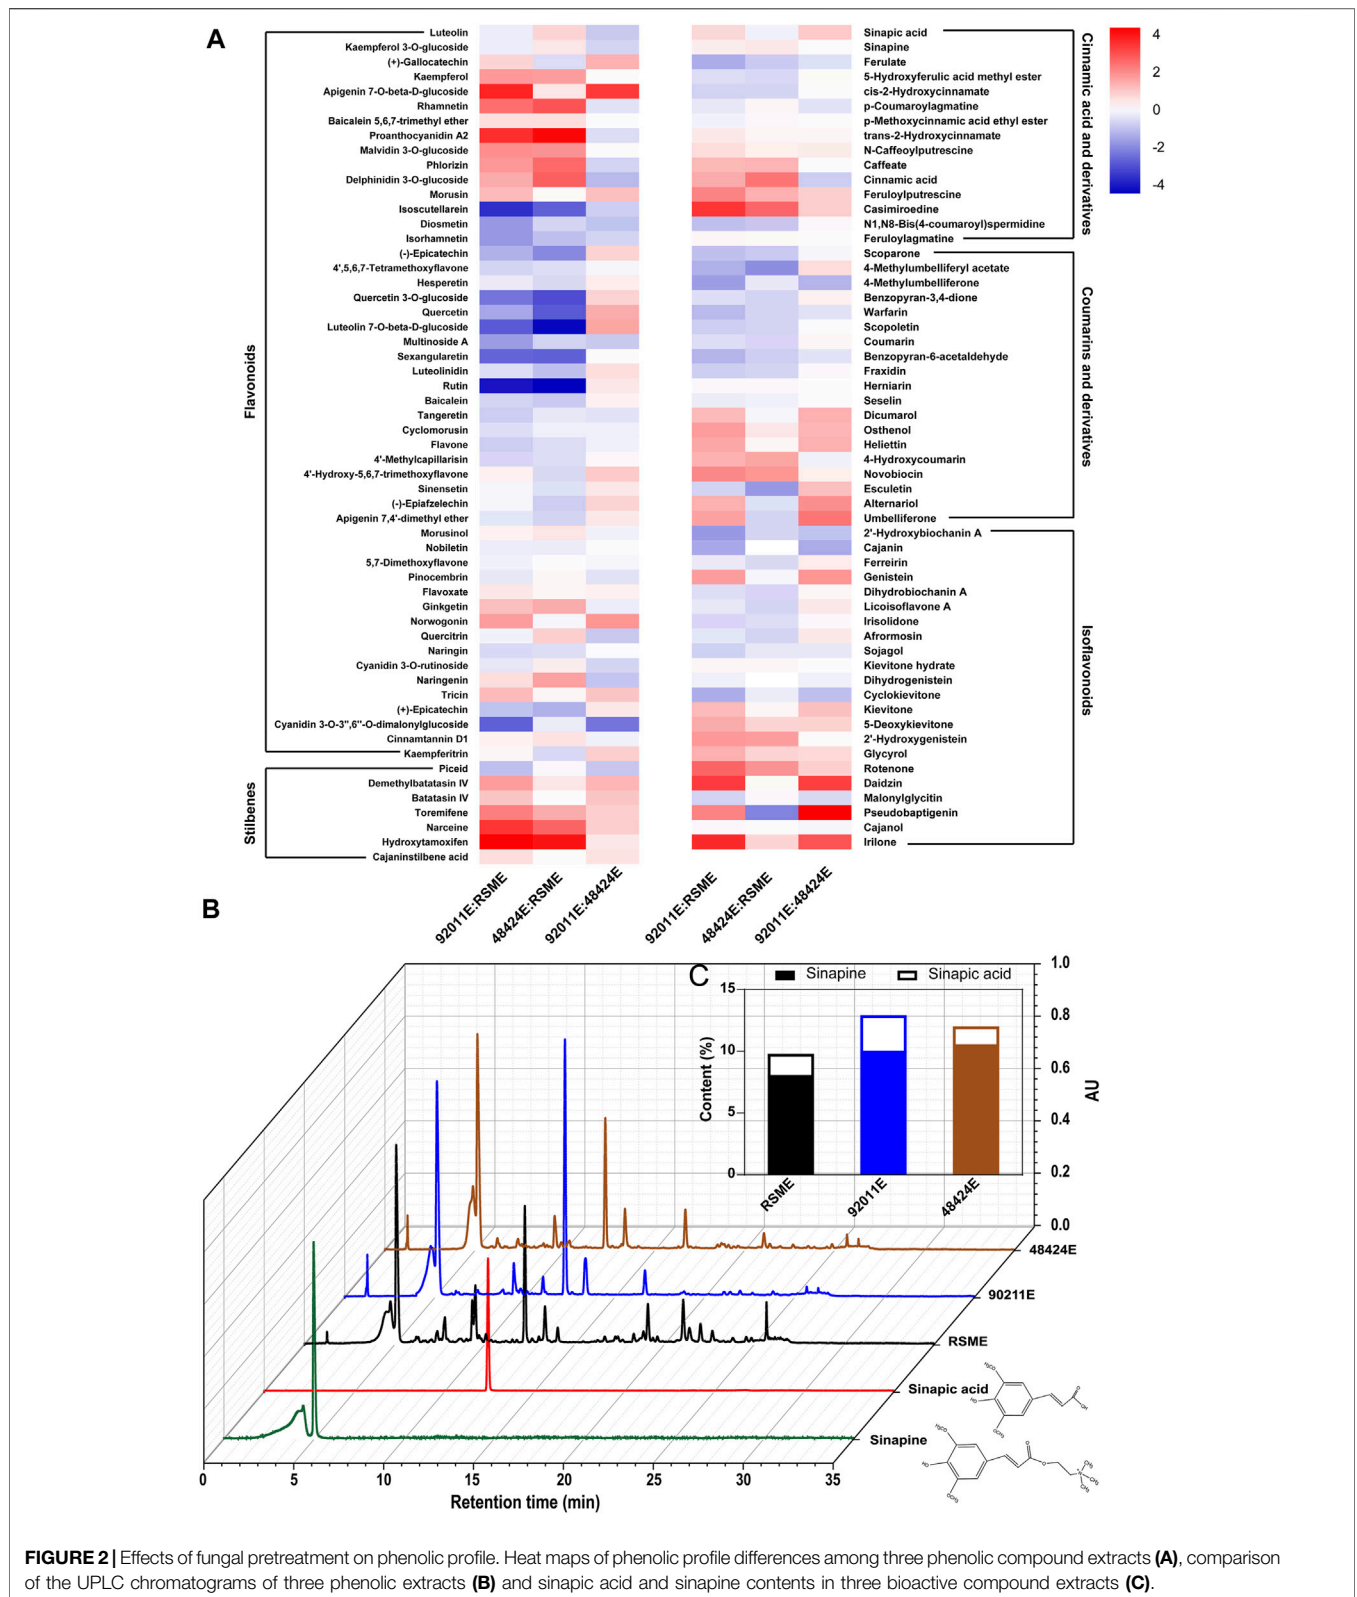 A
Luteolin
Kaempferol 3-O-glucoside
(+)-Gallocatechin
Kaempferol
Apigenin 7-O-beta-D-glucoside
Rhamnetin
Baicalein 5,6,7-trimethyl ether
Proanthocyanidin A2
Malvidin 3-O-glucoside
Phlorizin
Delphinidin 3-O-glucoside
Morusin
Isoscutellarein
Diosmetin
Isorhamnetin
(-)-Epicatechin
4',5,6,7-Tetramethoxyflavone
Hesperetin
Quercetin 3-O-glucoside
Quercetin
Luteolin 7-O-beta-D-glucoside
Multinoside A
Sexangularetin
Luteolinidin
Rutin
Baicalein
Tangeretin
Cyclomorusin
Flavone
4'-Methylcapillarisin
4'-Hydroxy-5,6,7-trimethoxyflavone
Sinensetin
(-)-Epiafzelechin
Apigenin 7,4'-dimethyl ether
Morusinol
Nobiletin
5,7-Dimethoxyflavone
Pinocembrin
Flavoxate
Ginkgetin
Norwogonin
Quercitrin
Naringin
Cyanidin 3-O-rutinoside
Naringenin
Tricin
(+)-Epicatechin
Cyanidin 3-O-3'',6''-O-dimalonylglucoside
Cinnamtannin D1
Kaempferitrin
Piceid
Demethylbatatasin IV
Batatasin IV
Toremifene
Narceine
Hydroxytamoxifen
Cajaninstilbene acid
Flavonoids
Stilbenes
92011E:RSME
48424E:RSME
92011E:48424E
Sinapic acid
Sinapine
Ferulate
5-Hydroxyferulic acid methyl ester
cis-2-Hydroxycinnamate
p-Coumaroylagmatine
p-Methoxycinnamic acid ethyl ester
trans-2-Hydroxycinnamate
N-Caffeoylputrescine
Caffeate
Cinnamic acid
Feruloylputrescine
Casimiroedine
N1,N8-Bis(4-coumaroyl)spermidine
Feruloylagmatine
Scoparone
4-Methylumbelliferyl acetate
4-Methylumbelliferone
Benzopyran-3,4-dione
Warfarin
Scopoletin
Coumarin
Benzopyran-6-acetaldehyde
Fraxidin
Herniarin
Seselin
Dicumarol
Osthenol
Heliettin
4-Hydroxycoumarin
Novobiocin
Esculetin
Alternariol
Umbelliferone
2'-Hydroxybiochanin A
Cajanin
Ferreirin
Genistein
Dihydrobiochanin A
Licoisoflavone A
Irisolidone
Afrormosin
Sojagol
Kievitone hydrate
Dihydrogenistein
Cyclokievitone
Kievitone
5-Deoxykievitone
2'-Hydroxygenistein
Glycyrol
Rotenone
Daidzin
Malonylglycitin
Pseudobaptigenin
Cajanol
Irilone
Cinnamic acid and derivatives
Coumarins and derivatives
Isoflavonoids
92011E:RSME
48424E:RSME
92011E:48424E
4
2
0
-2
-4
B
1.0
0.8
0.6
0.4
0.2
0.0
AU
48424E
90211E
RSME
Sinapic acid
Sinapine
0
5
10
15
20
25
30
35
Retention time (min)
C
Sinapine
Sinapic acid
15
10
5
0
Content (%)
RSME
92011E
48424E
H₃CO
HO
OCH₃
O
OH
H₃CO
HO
OCH₃
O
O
N⁺
CH₃
CH₃
CH₃
FIGURE 2 | Effects of fungal pretreatment on phenolic profile. Heat maps of phenolic profile differences among three phenolic compound extracts (A), comparison
of the UPLC chromatograms of three phenolic extracts (B) and sinapic acid and sinapine contents in three bioactive compound extracts (C).